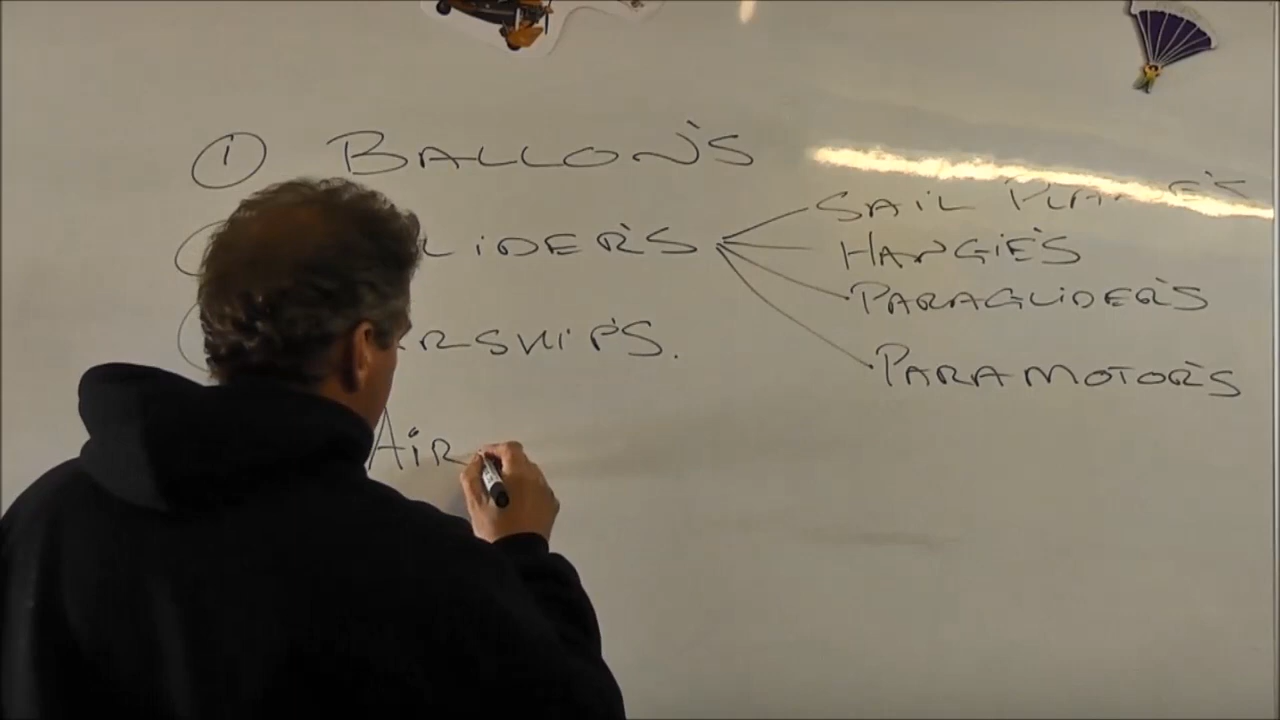 ① BALLON'S
LIDER'S
SAIL
HANGIE'S
PARAGLIDER'S
RSHIP'S.
PARAMOTOR'S
AIR